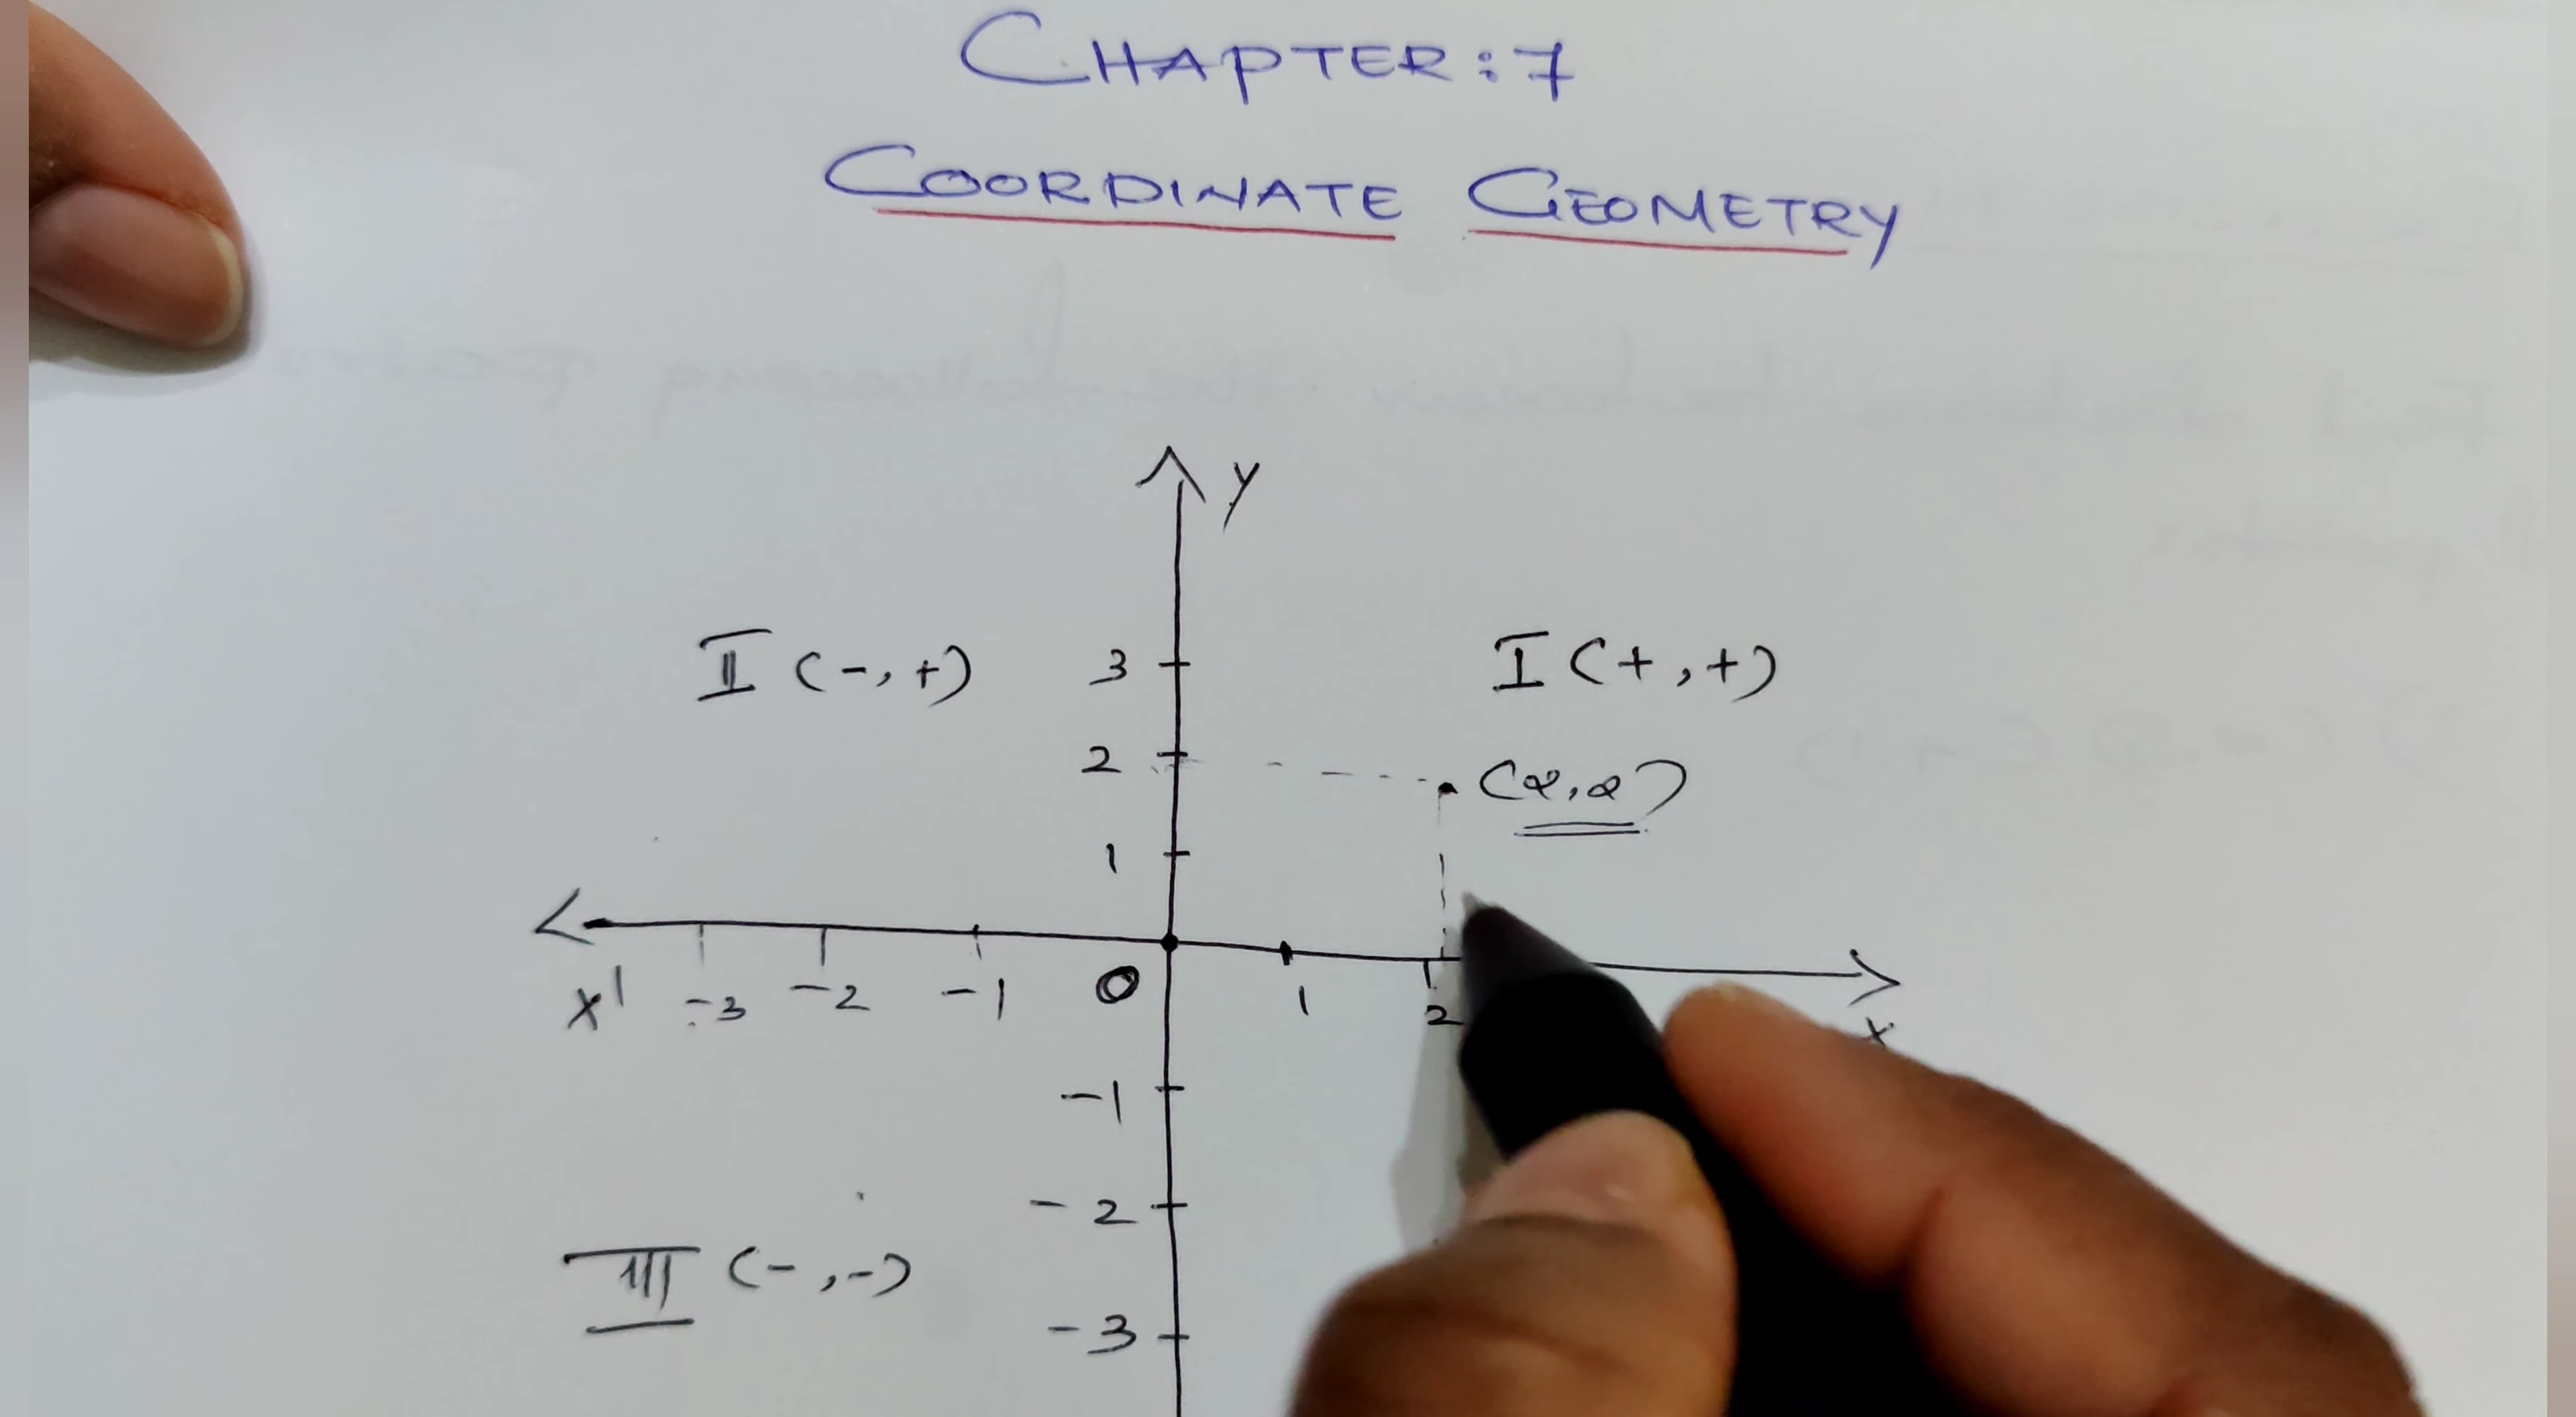 CHAPTER: 7
COORDINATE GEOMETRY
y
II (-, +)
3
I (+, +)
2
(2, 2)
1
x'
-3
-2
-1
0
1
2
x
-1
-2
III (-, -)
-3